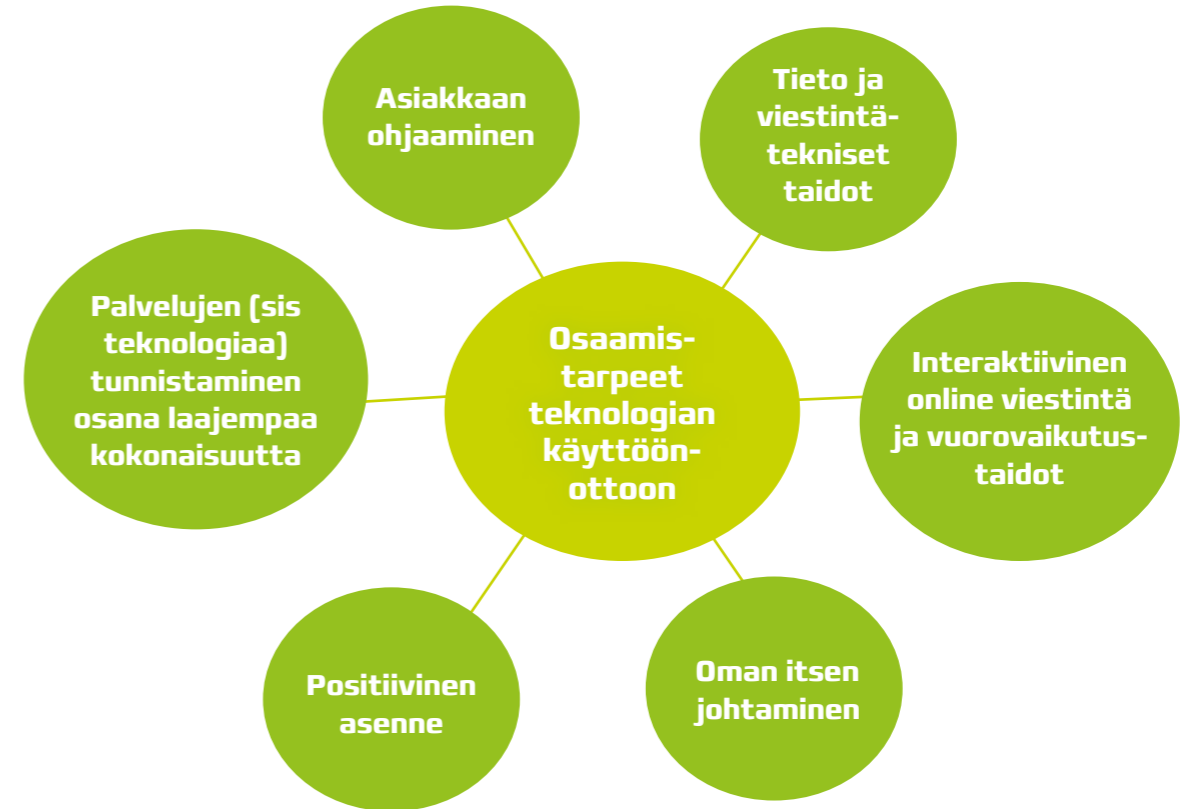 Asiakkaan
ohjaaminen
Tieto ja
viestintä-
tekniset
taidot
Palvelujen (sis
teknologiaa)
tunnistaminen
osana laajempaa
kokonaisuutta
Osaamis-
tarpeet
teknologian
käyttöön-
ottoon
Interaktiivinen
online viestintä
ja vuorovaikutus-
taidot
Positiivinen
asenne
Oman itsen
johtaminen